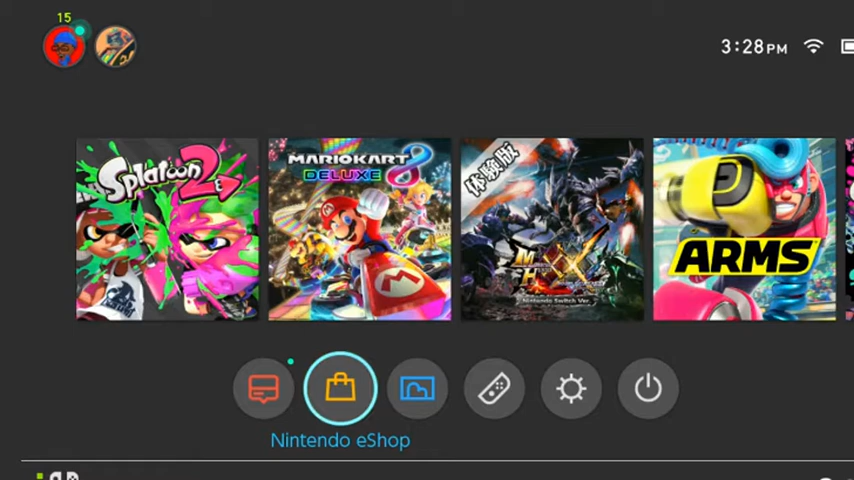 15
3:28PM
Splatoon 2
MARIOKART 8
DELUXE
体験版
MHXX
Nintendo Switch Ver.
ARMS
M
Nintendo eShop